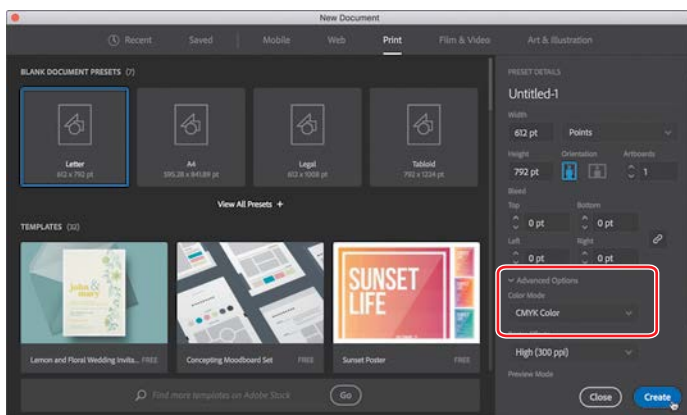 New Document
Recent Saved Mobile Web Print Film & Video Art & Illustration
BLANK DOCUMENT PRESETS (7)
Letter
612 x 792 pt
A4
595.28 x 841.89 pt
Legal
612 x 1008 pt
Tabloid
792 x 1224 pt
View All Presets +
TEMPLATES (32)
john & mary
Lemon and Floral Wedding Invita... FREE
Concepting Moodboard Set FREE
SUNSET
LIFE
Sunset Poster FREE
Find more templates on Adobe Stock Go
PRESET DETAILS
Untitled-1
Width
612 pt Points
Height Orientation Artboards
792 pt 1
Bleed
Top Bottom
0 pt 0 pt
Left Right
0 pt 0 pt
Advanced Options
Color Mode
CMYK Color
High (300 ppi)
Preview Mode
Close Create